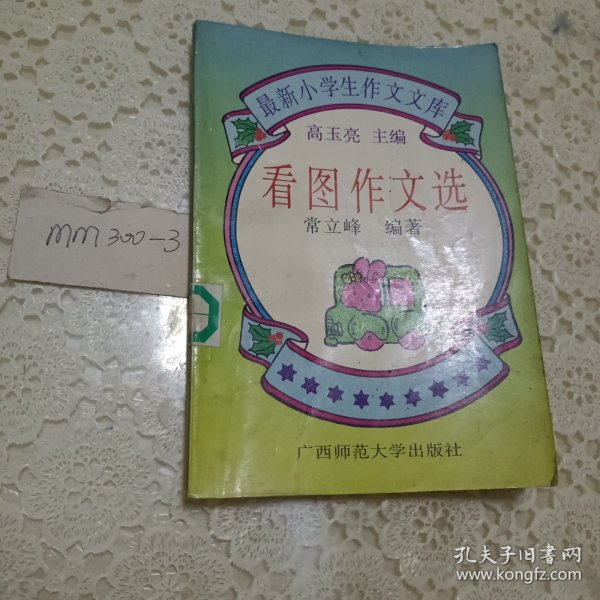 最新小学生作文文库
高玉亮 主编
看图作文选
常立峰 编著
广西师范大学出版社
mm300-3
孔夫子旧书网
www.kongfz.com